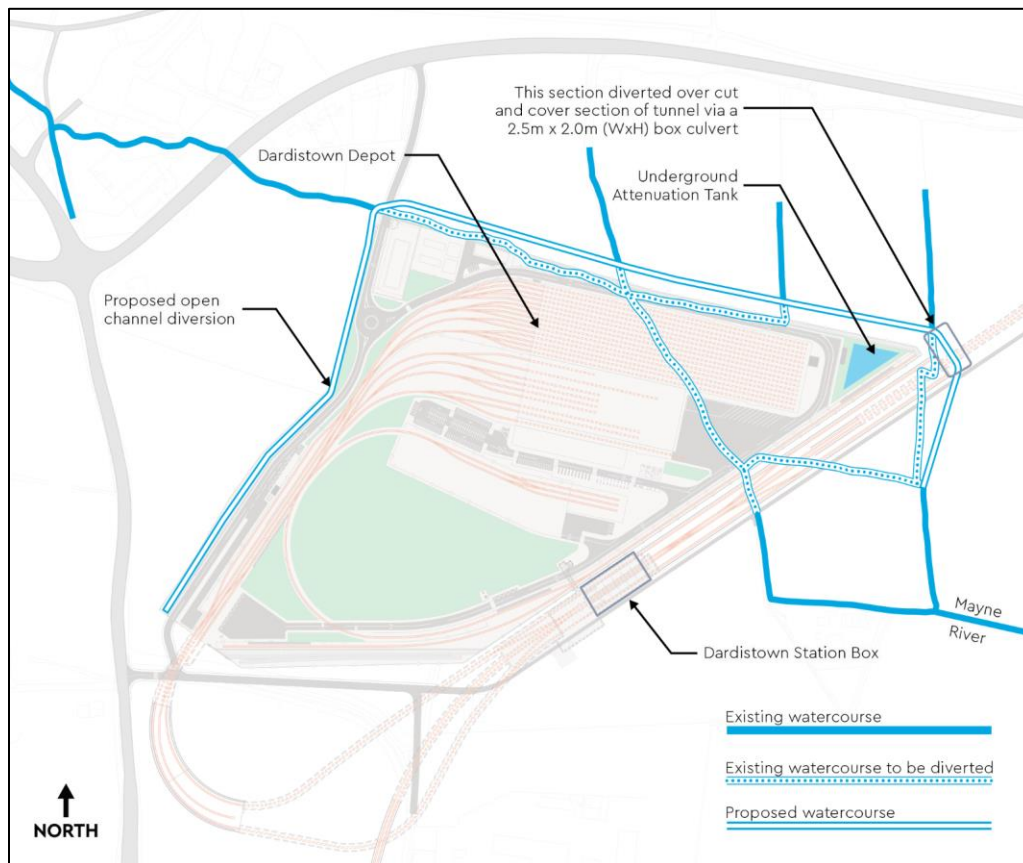 This section diverted over cut
and cover section of tunnel via a
2.5m x 2.0m (WxH) box culvert
Dardistown Depot
Underground
Attenuation Tank
Proposed open
channel diversion
Mayne
River
Dardistown Station Box
Existing watercourse
Existing watercourse to be diverted
Proposed watercourse
NORTH